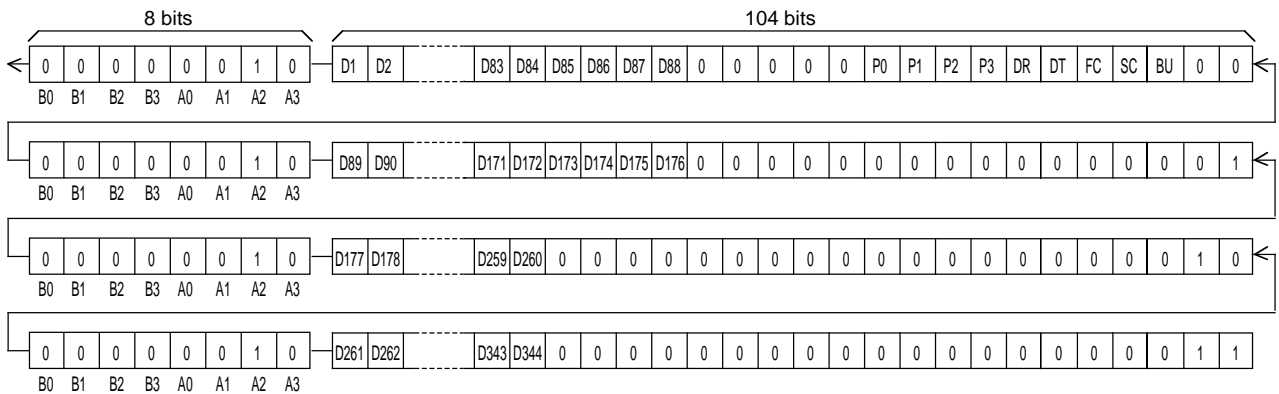 8 bits 104 bits
0 0 0 0 0 0 1 0 D1 D2 D83 D84 D85 D86 D87 D88 0 0 0 0 0 P0 P1 P2 P3 DR DT FC SC BU 0 0
B0 B1 B2 B3 A0 A1 A2 A3
0 0 0 0 0 0 1 0 D89 D90 D171 D172 D173 D174 D175 D176 0 0 0 0 0 0 0 0 0 0 0 0 0 0 0 1
B0 B1 B2 B3 A0 A1 A2 A3
0 0 0 0 0 0 1 0 D177 D178 D259 D260 0 0 0 0 0 0 0 0 0 0 0 0 0 0 0 0 0 0 1 0
B0 B1 B2 B3 A0 A1 A2 A3
0 0 0 0 0 0 1 0 D261 D262 D343 D344 0 0 0 0 0 0 0 0 0 0 0 0 0 0 0 0 0 0 1 1
B0 B1 B2 B3 A0 A1 A2 A3